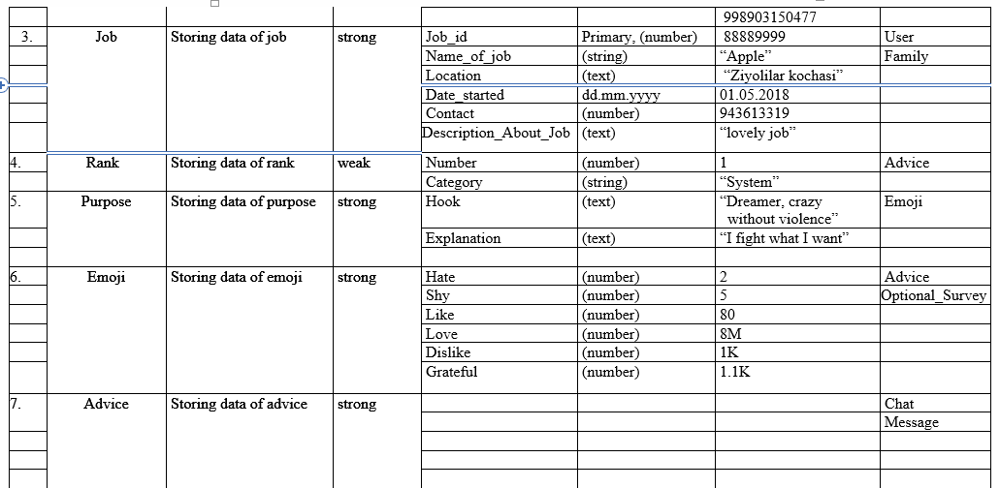 998903150477
3. Job Storing data of job strong Job_id Primary, (number) 88889999 User
Name_of_job (string) “Apple” Family
Location (text) “Ziyolilar kochasi”
Date_started dd.mm.yyyy 01.05.2018
Contact (number) 943613319
Description_About_Job (text) “lovely job”
4. Rank Storing data of rank weak Number (number) 1 Advice
Category (string) “System”
5. Purpose Storing data of purpose strong Hook (text) “Dreamer, crazy Emoji
without violence”
Explanation (text) “I fight what I want”
6. Emoji Storing data of emoji strong Hate (number) 2 Advice
Shy (number) 5 Optional_Survey
Like (number) 80
Love (number) 8M
Dislike (number) 1K
Grateful (number) 1.1K
7. Advice Storing data of advice strong Chat
Message